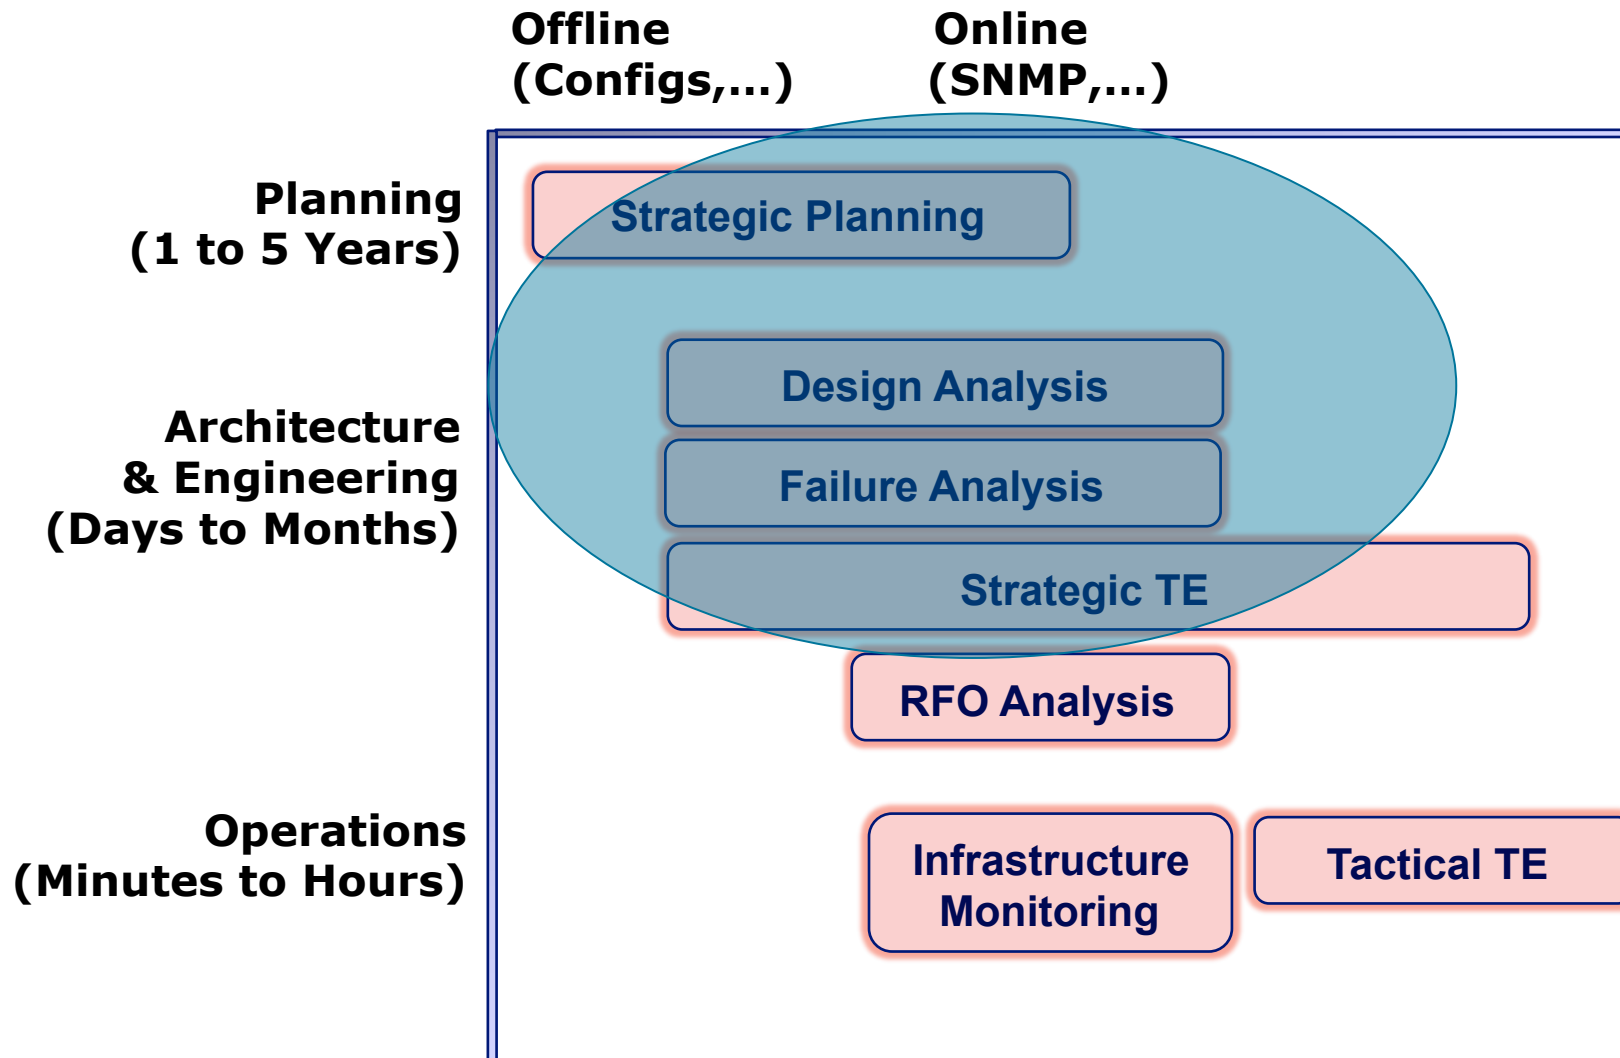 Offline
(Configs,...)
Online
(SNMP,...)
Planning
(1 to 5 Years)
Strategic Planning
Architecture
& Engineering
(Days to Months)
Design Analysis
Failure Analysis
Strategic TE
RFO Analysis
Operations
(Minutes to Hours)
Infrastructure
Monitoring
Tactical TE